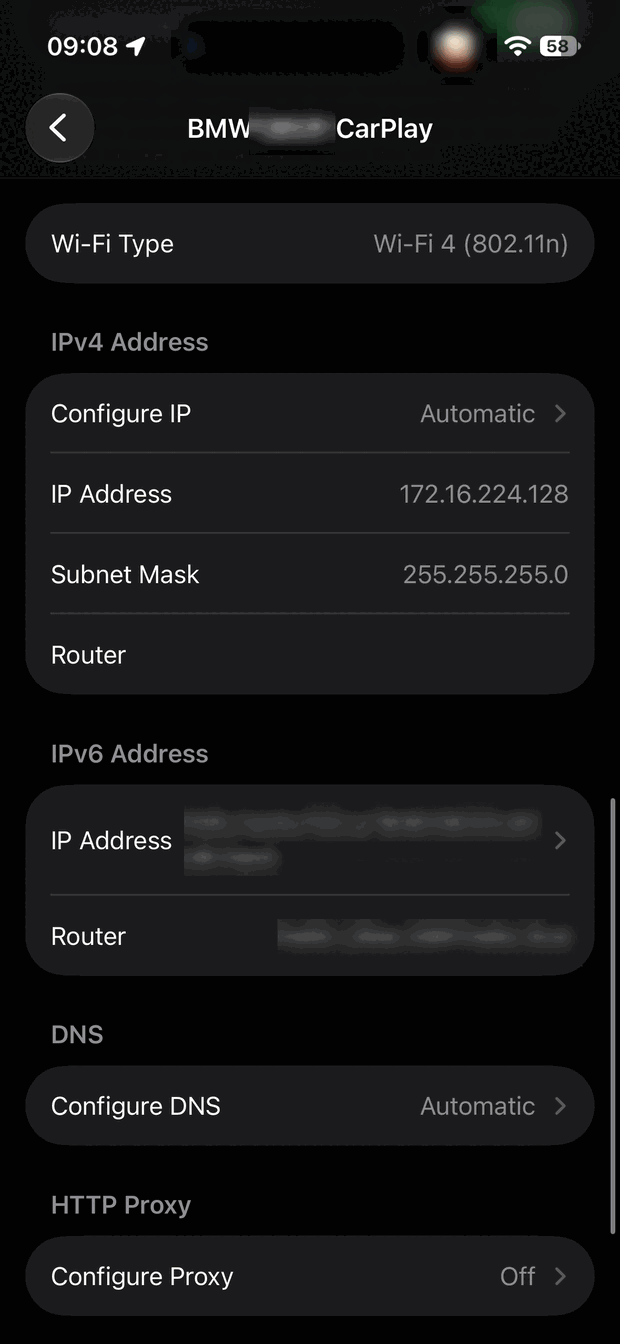 09:08
58
BMW CarPlay
Wi-Fi Type Wi-Fi 4 (802.11n)
IPv4 Address
Configure IP Automatic
IP Address 172.16.224.128
Subnet Mask 255.255.255.0
Router
IPv6 Address
IP Address
Router
DNS
Configure DNS Automatic
HTTP Proxy
Configure Proxy Off